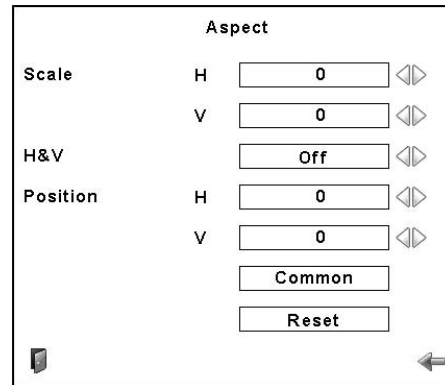 Aspect
Scale H 0
V 0
H&V Off
Position H 0
V 0
Common
Reset